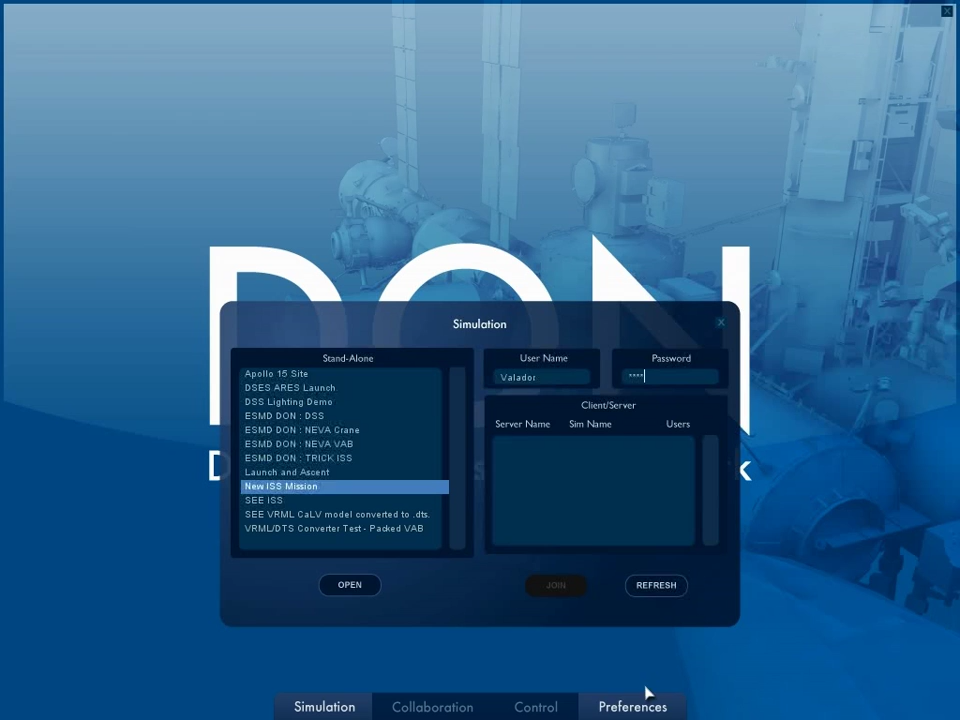 X
DON
Simulation
X
Stand-Alone
User Name
Password
Apollo 15 Site
DSES ARES Launch
DSS Lighting Demo
ESMD DON : DSS
ESMD DON : NEVA Crane
ESMD DON : NEVA VAB
ESMD DON : TRICK ISS
Launch and Ascent
New ISS Mission
SEE ISS
SEE VRML CaLV model converted to .dts.
VRML/DTS Converter Test - Packed VAB
Valador
****
Client/Server
Server Name Sim Name Users
OPEN
JOIN
REFRESH
Simulation Collaboration Control Preferences